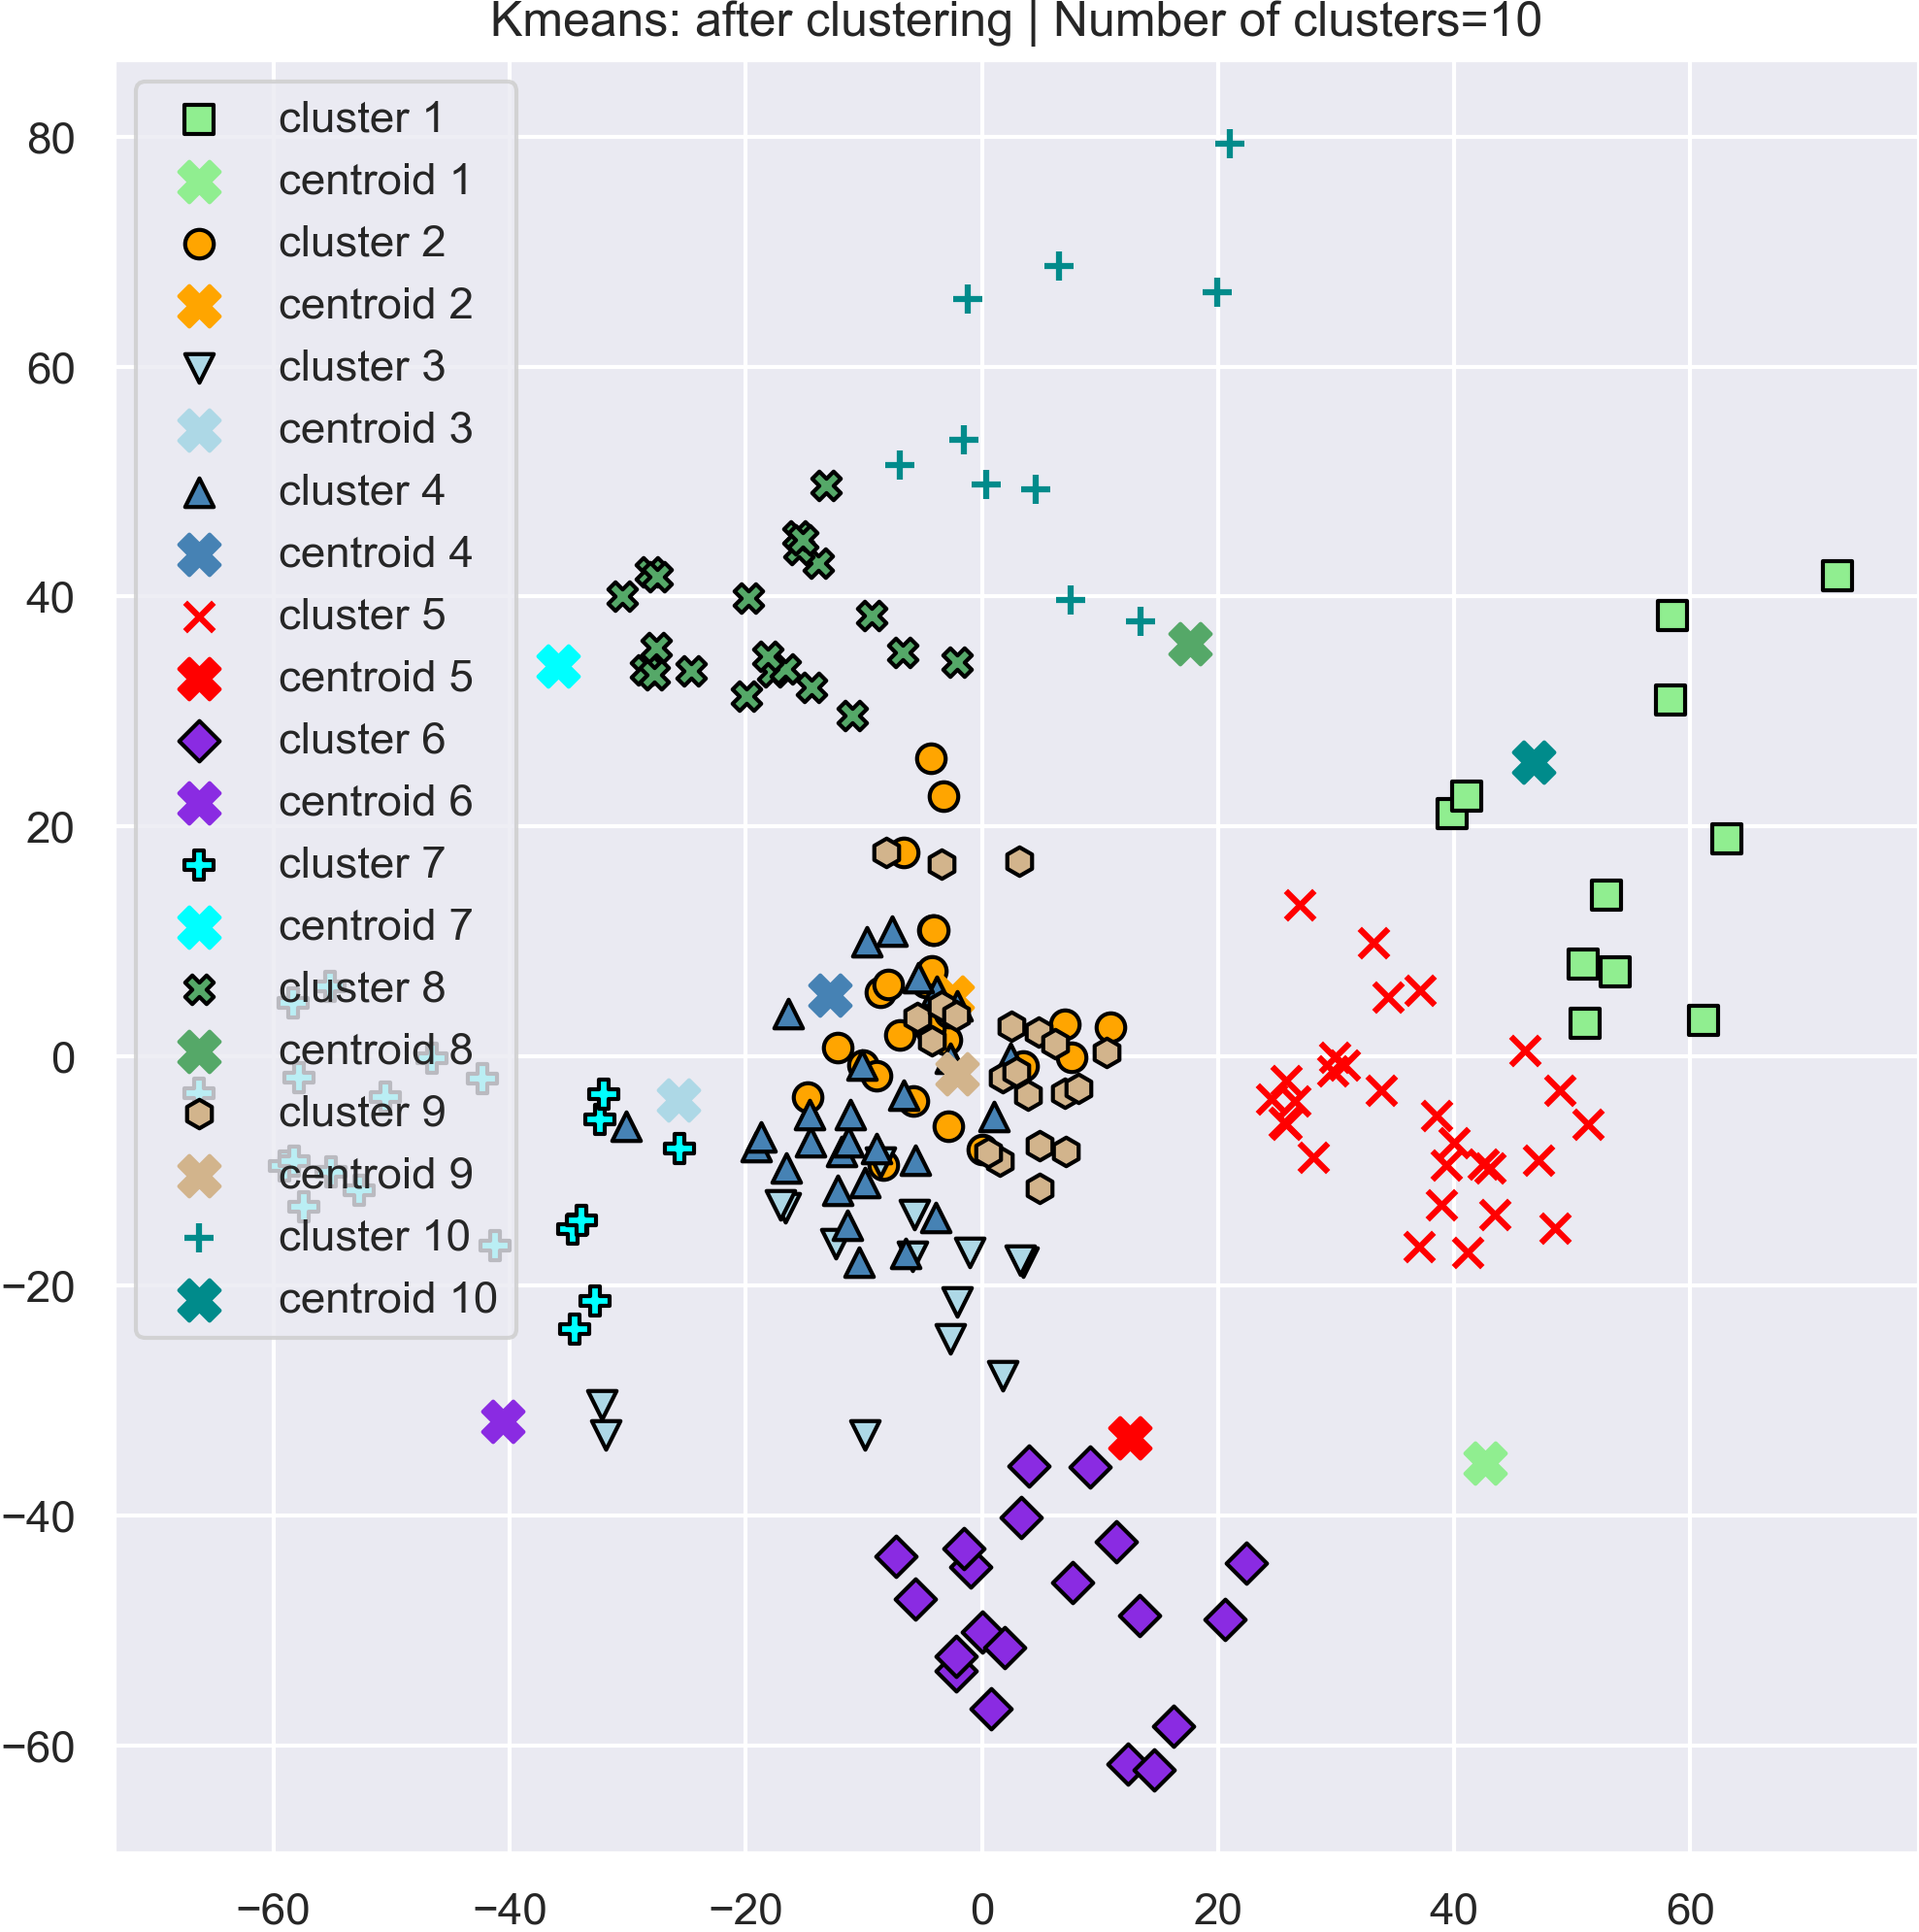 Kmeans: after clustering | Number of clusters=10
cluster 1
centroid 1
cluster 2
centroid 2
cluster 3
centroid 3
cluster 4
centroid 4
cluster 5
centroid 5
cluster 6
centroid 6
cluster 7
centroid 7
cluster 8
centroid 8
cluster 9
centroid 9
cluster 10
centroid 10
80
60
40
20
0
−20
−40
−60
−60 −40 −20 0 20 40 60